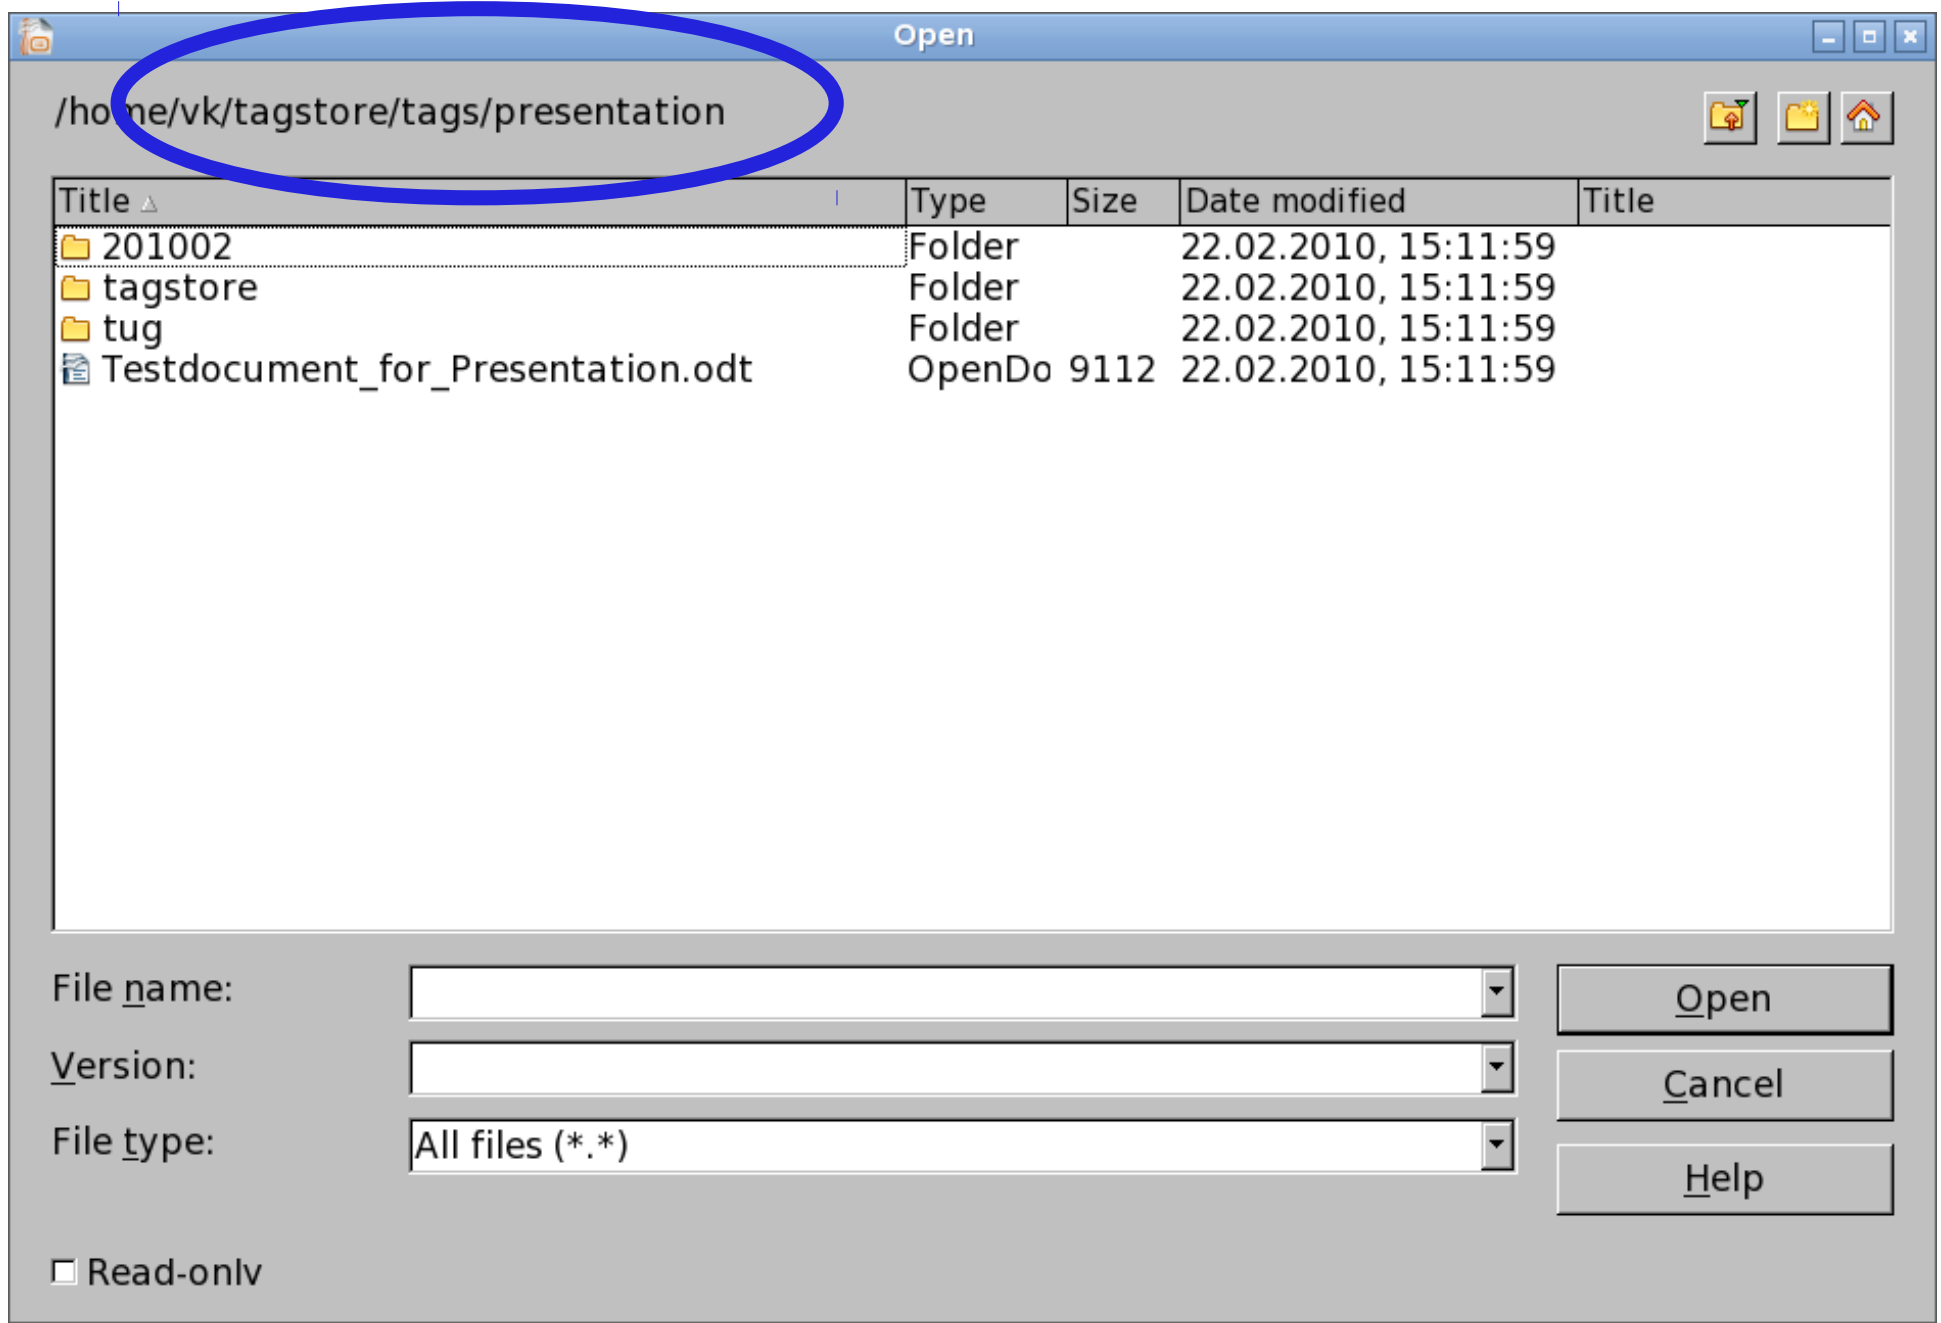 Open
/home/vk/tagstore/tags/presentation
Title Type Size Date modified Title
201002 Folder 22.02.2010, 15:11:59
tagstore Folder 22.02.2010, 15:11:59
tug Folder 22.02.2010, 15:11:59
Testdocument_for_Presentation.odt OpenDo 9112 22.02.2010, 15:11:59
File name:
Open
Version:
Cancel
File type: All files (*.*)
Help
Read-only